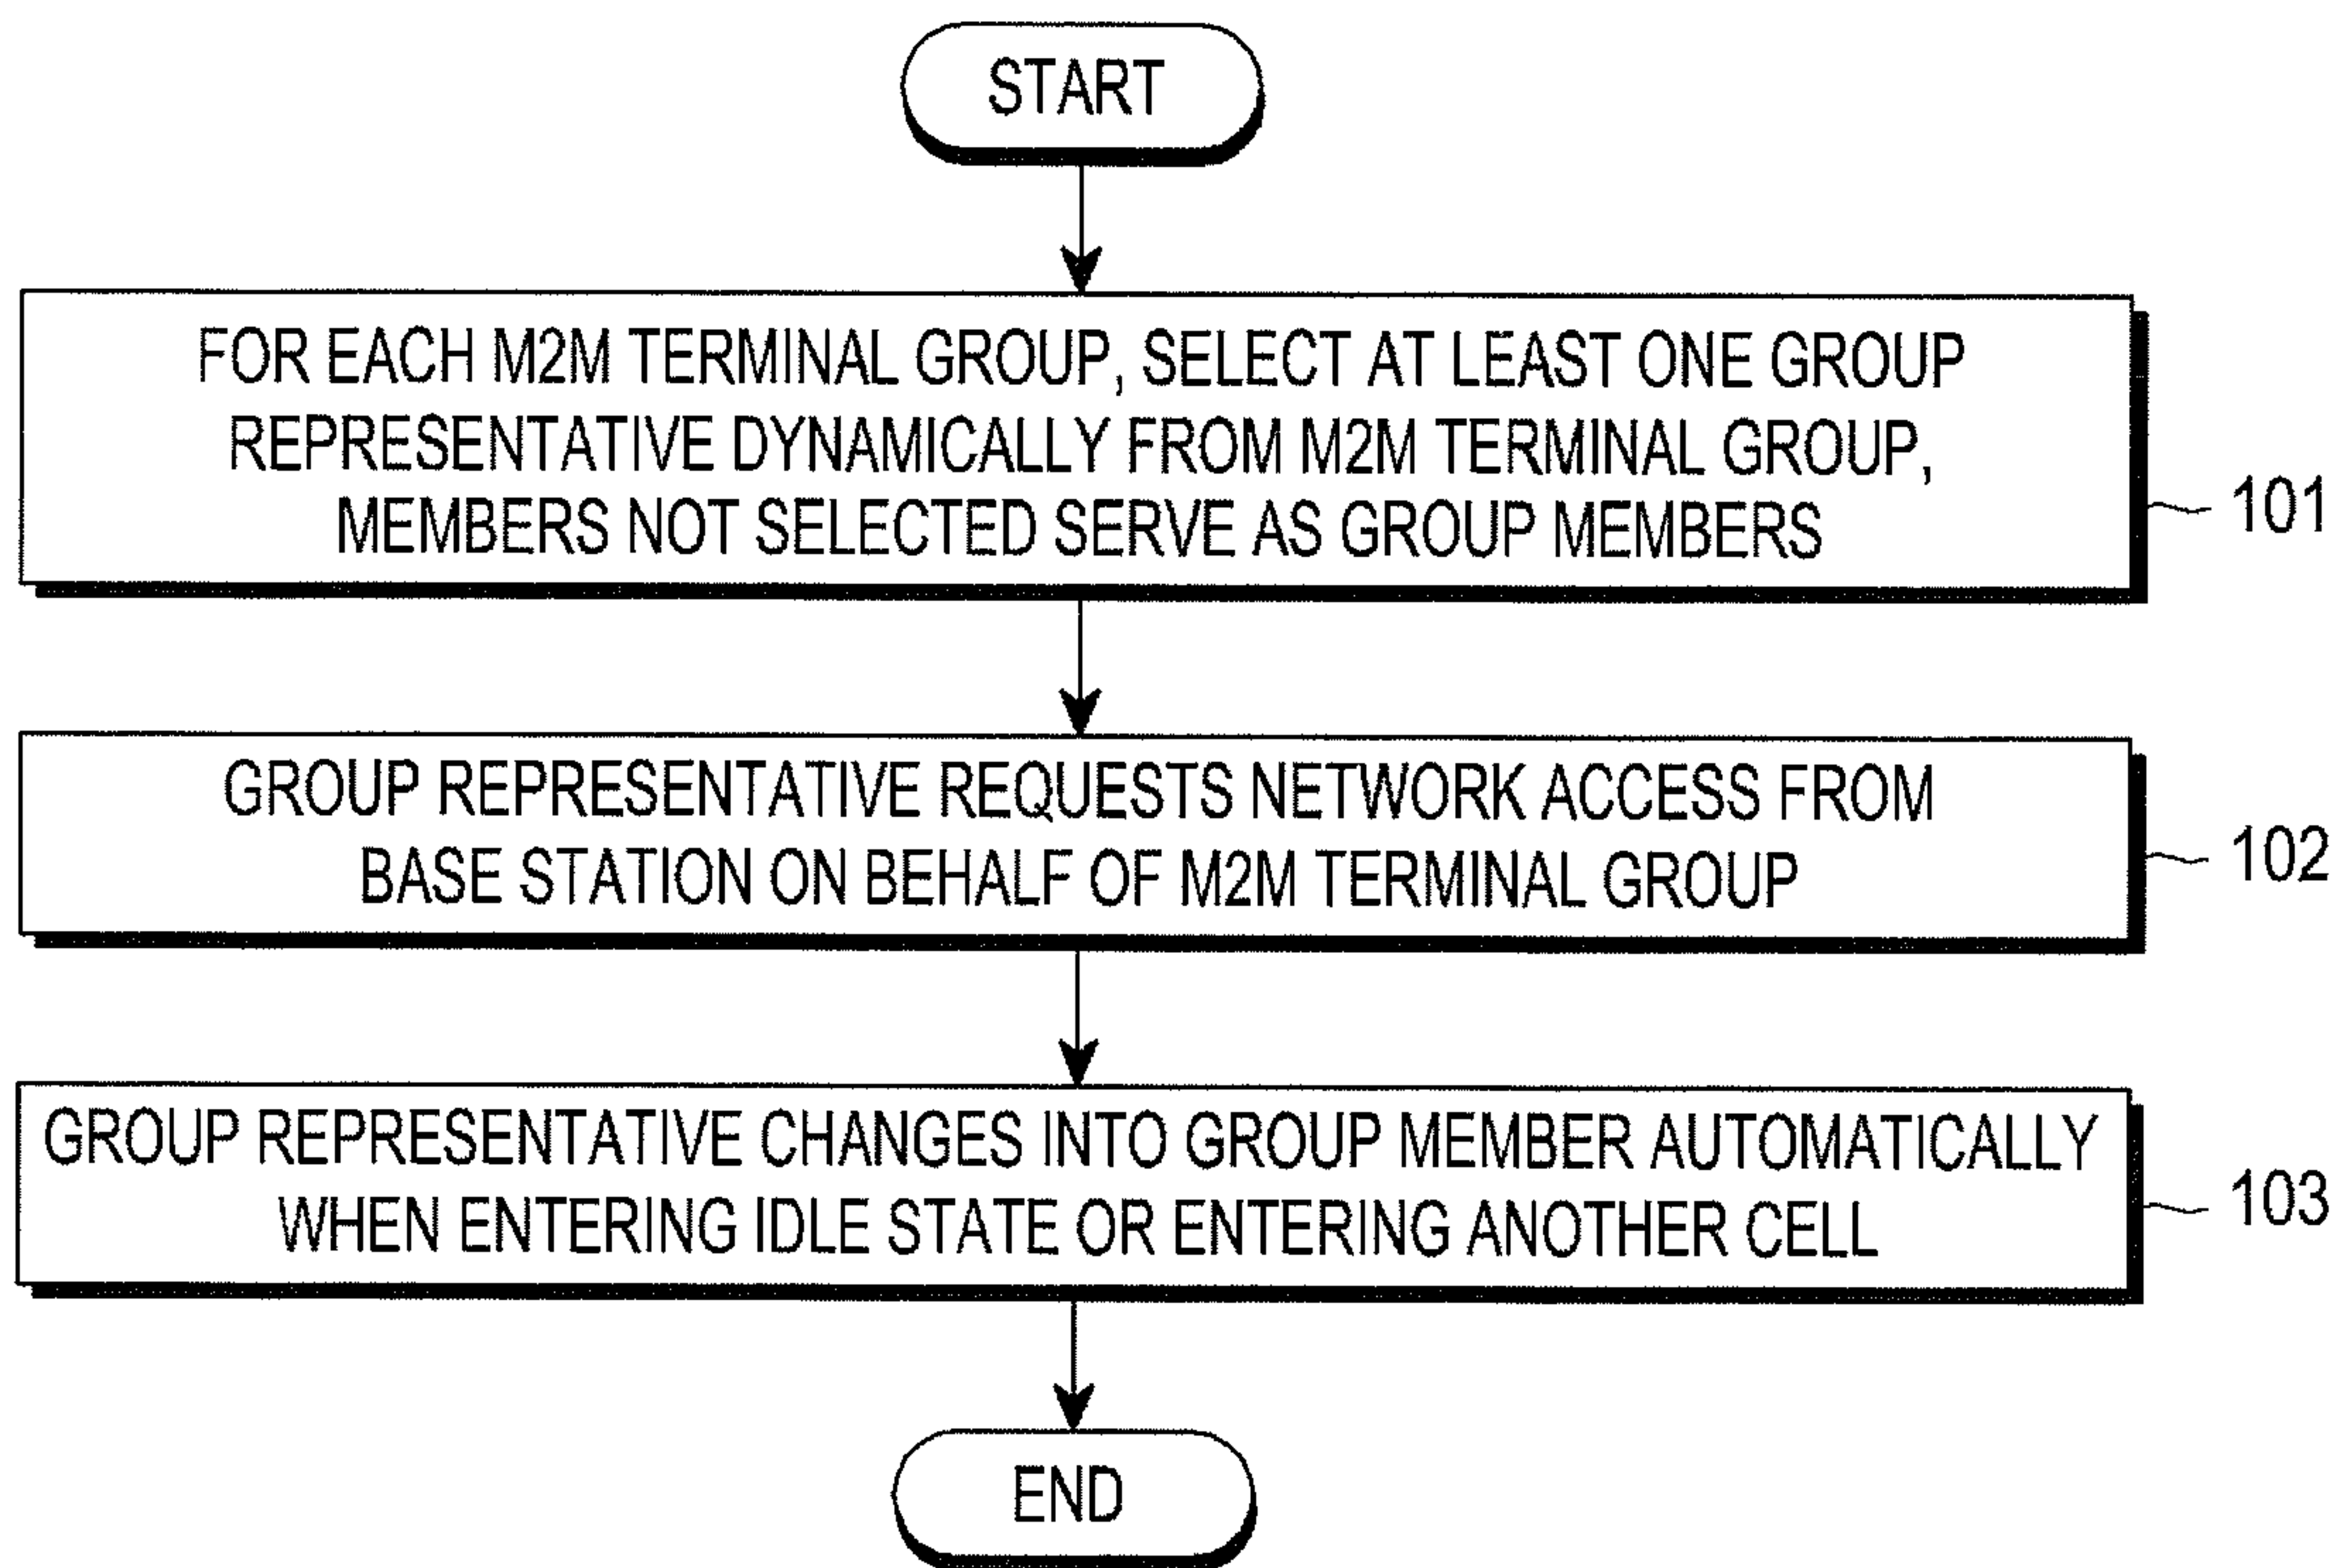 START
FOR EACH M2M TERMINAL GROUP, SELECT AT LEAST ONE GROUP
REPRESENTATIVE DYNAMICALLY FROM M2M TERMINAL GROUP,
MEMBERS NOT SELECTED SERVE AS GROUP MEMBERS
101
GROUP REPRESENTATIVE REQUESTS NETWORK ACCESS FROM
BASE STATION ON BEHALF OF M2M TERMINAL GROUP
102
GROUP REPRESENTATIVE CHANGES INTO GROUP MEMBER AUTOMATICALLY
WHEN ENTERING IDLE STATE OR ENTERING ANOTHER CELL
103
END